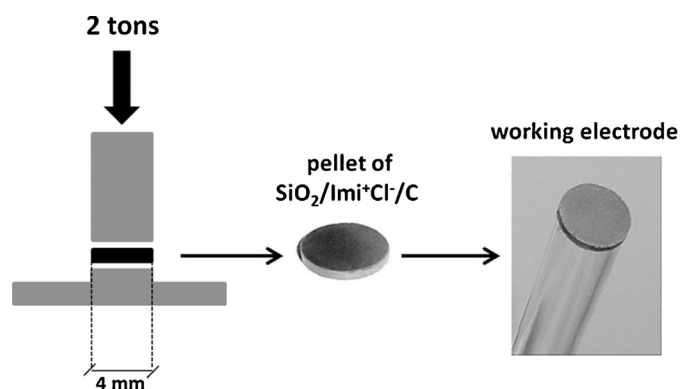 2 tons
working electrode
pellet of
SiO₂/Imi⁺Cl⁻/C
4 mm